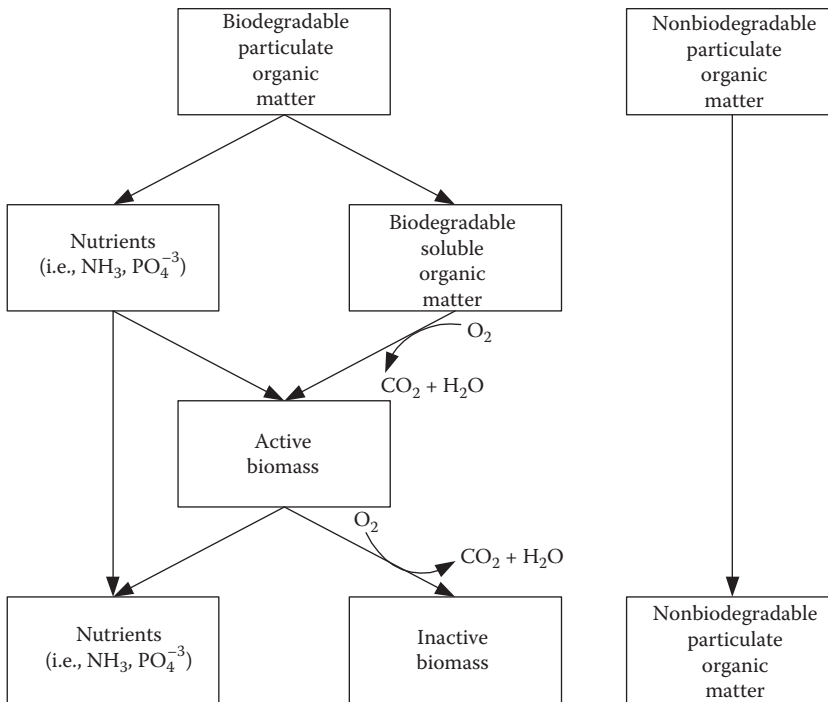 Biodegradable
particulate
organic
matter
Nonbiodegradable
particulate
organic
matter
Nutrients
(i.e., NH₃, PO₄⁻³)
Biodegradable
soluble
organic
matter
O₂
CO₂ + H₂O
Active
biomass
O₂
CO₂ + H₂O
Nutrients
(i.e., NH₃, PO₄⁻³)
Inactive
biomass
Nonbiodegradable
particulate
organic
matter